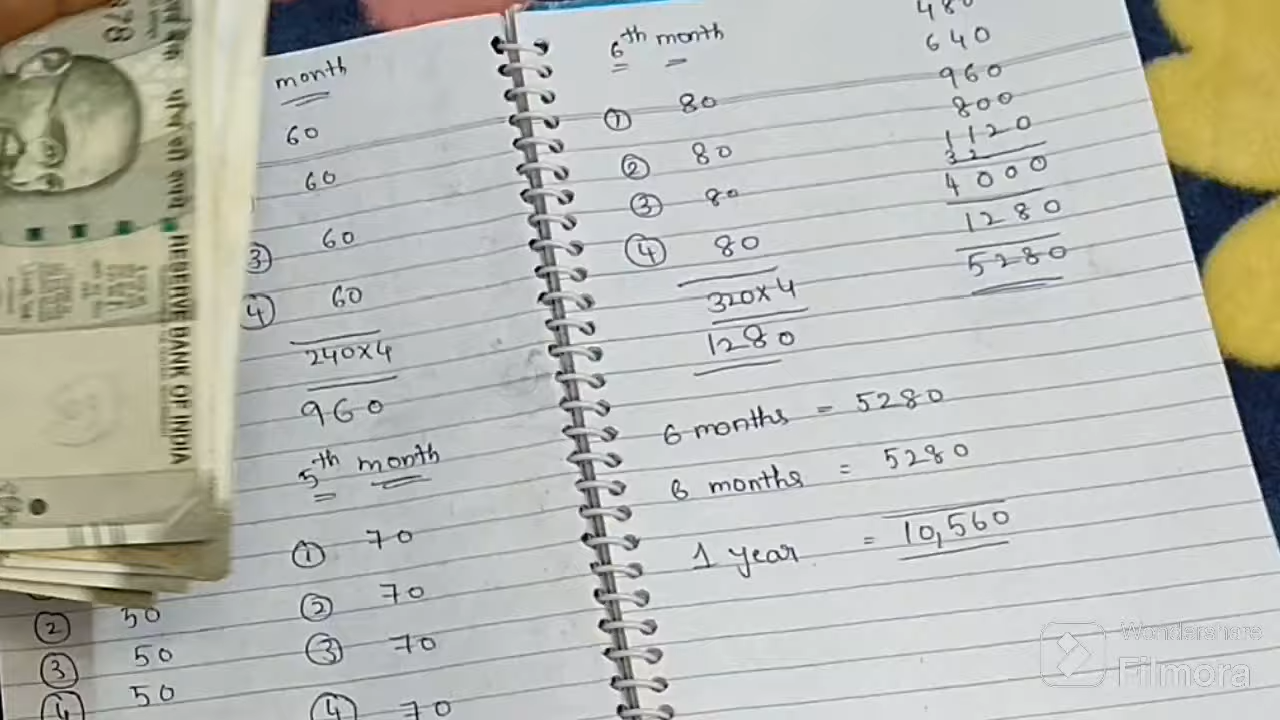 78
RESERVE BANK OF INDIA
month
60
60
3 60
4 60
240x4
960
5th month
1 70
2 70
3 70
4 70
2 50
3 50
4 50
6th month
1 80
2 80
3 80
4 80
320x4
1280
480
640
960
800
1120
4000
1280
5280
6 months = 5280
6 months = 5280
1 year = 10,560
Wondershare
Filmora